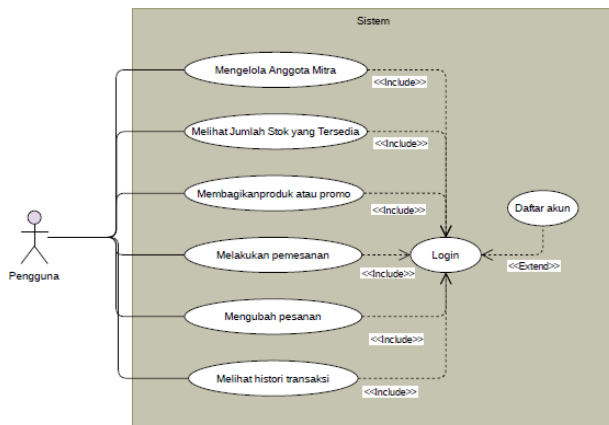 Sistem
Mengelola Anggota Mitra
<<Include>>
Melihat Jumlah Stok yang Tersedia
<<Include>>
Membagikanproduk atau promo
<<Include>>
Daftar akun
Pengguna
Melakukan pemesanan
Login
<<Include>>
<<Extend>>
Mengubah pesanan
<<Include>>
Melihat histori transaksi
<<Include>>